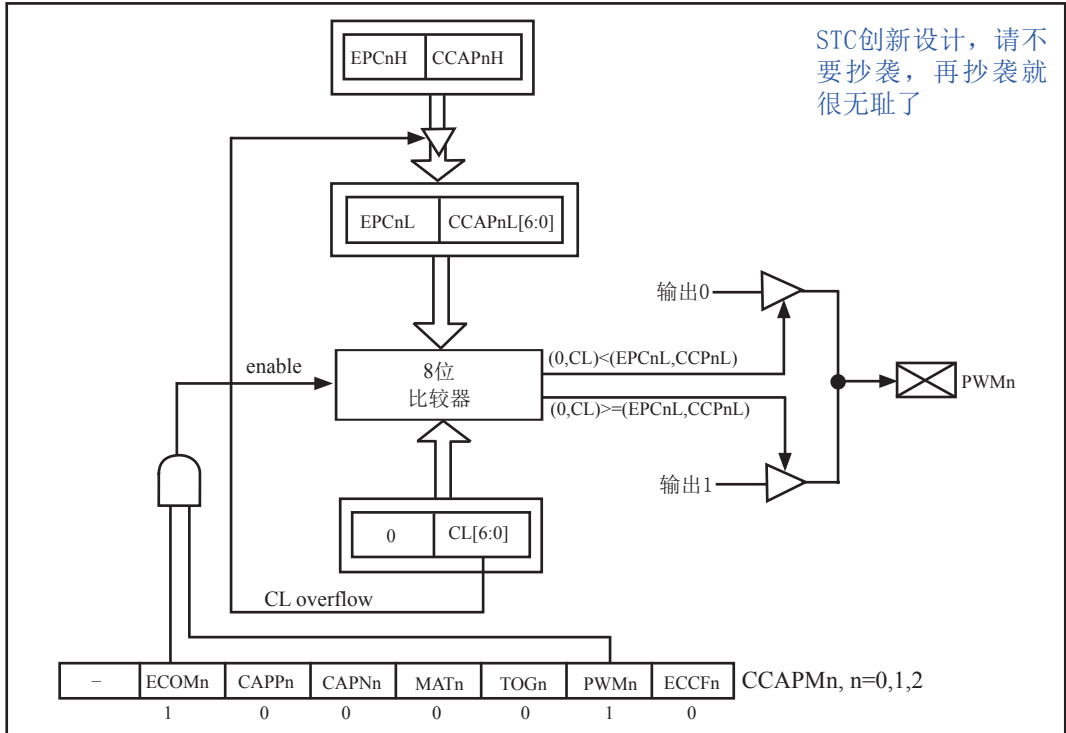 STC创新设计，请不
要抄袭，再抄袭就
很无耻了
EPCnH CCAPnH
EPCnL CCAPnL[6:0]
输出0
(0,CL)<(EPCnL,CCPnL)
enable
8位
比较器
PWMn
(0,CL)>=(EPCnL,CCPnL)
输出1
0 CL[6:0]
CL overflow
– ECOMn CAPPn CAPNn MATn TOGn PWMn ECCFn CCAPMn, n=0,1,2
1 0 0 0 0 1 0